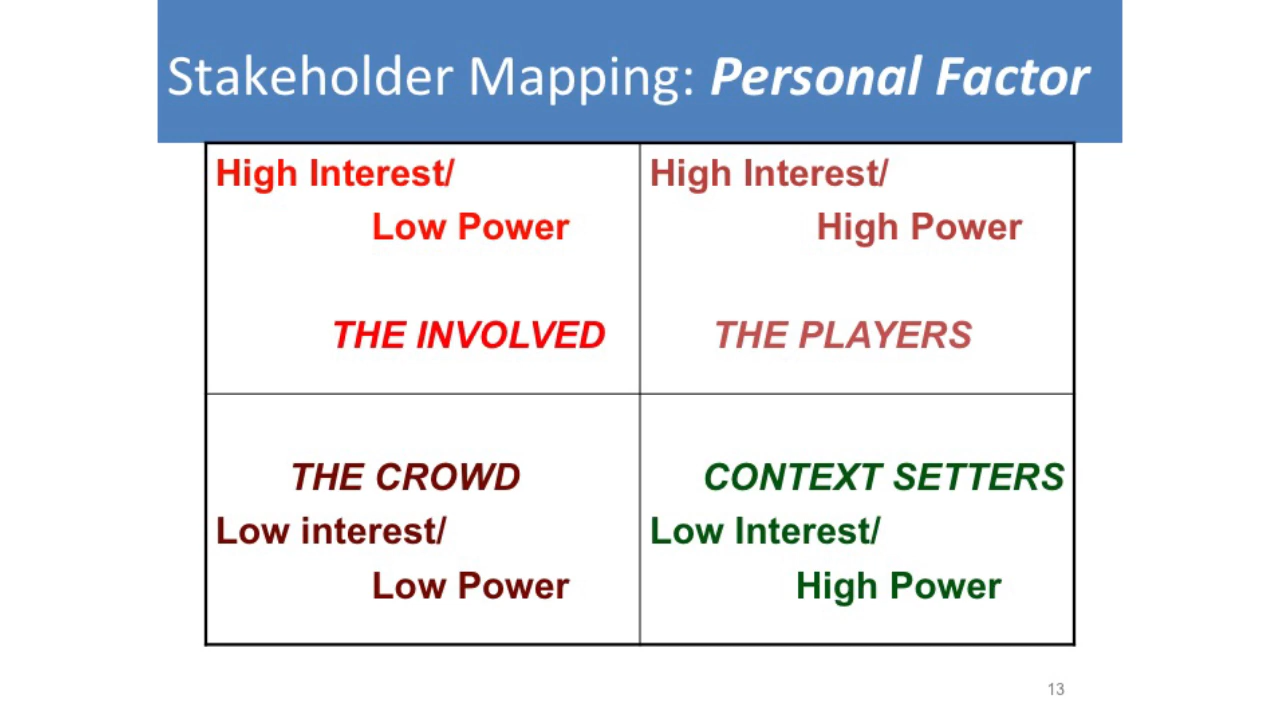 Stakeholder Mapping: Personal Factor
High Interest/
Low Power
THE INVOLVED
High Interest/
High Power
THE PLAYERS
THE CROWD
Low interest/
Low Power
CONTEXT SETTERS
Low Interest/
High Power
13